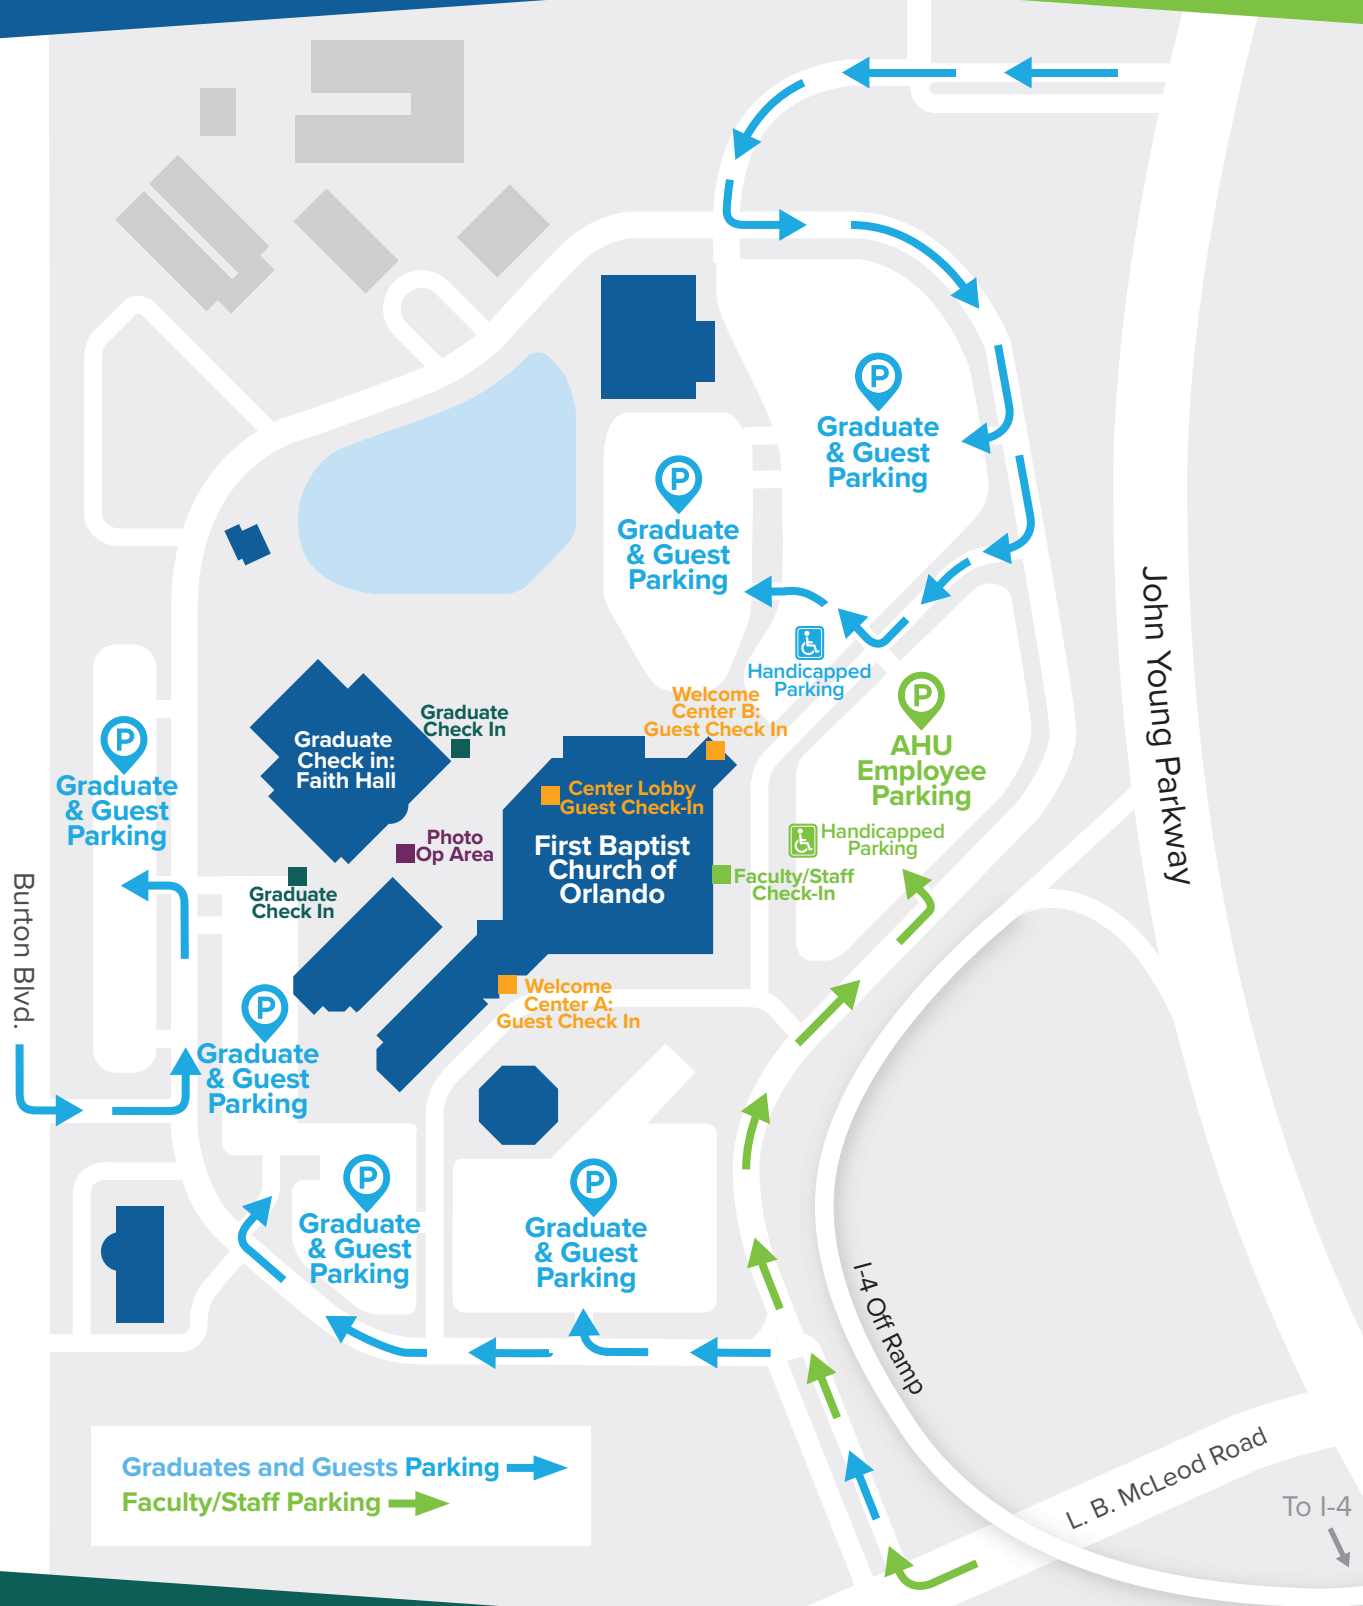 P
Graduate
& Guest
Parking
P
Graduate
& Guest
Parking
John Young Parkway
Handicapped
Parking
P
AHU
Employee
Parking
Handicapped
Parking
Welcome
Center B:
Guest Check In
Graduate
Check In
Graduate
Check in:
Faith Hall
P
Graduate
& Guest
Parking
Center Lobby
Guest Check-In
First Baptist
Church of
Orlando
Photo
Op Area
Faculty/Staff
Check-In
Graduate
Check In
Burton Blvd.
Welcome
Center A:
Guest Check In
P
Graduate
& Guest
Parking
P
Graduate
& Guest
Parking
P
Graduate
& Guest
Parking
I-4 Off Ramp
L. B. McLeod Road
To I-4
Graduates and Guests Parking
Faculty/Staff Parking